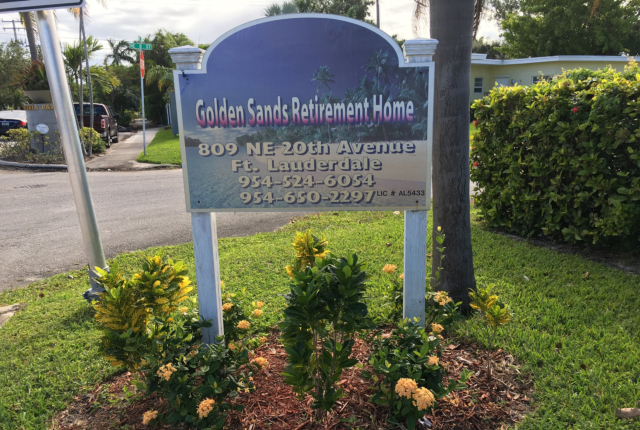 Golden Sands Retirement Home
809 NE 20th Avenue
Ft. Lauderdale
954-524-6054
954-650-2297 LIC # AL5433